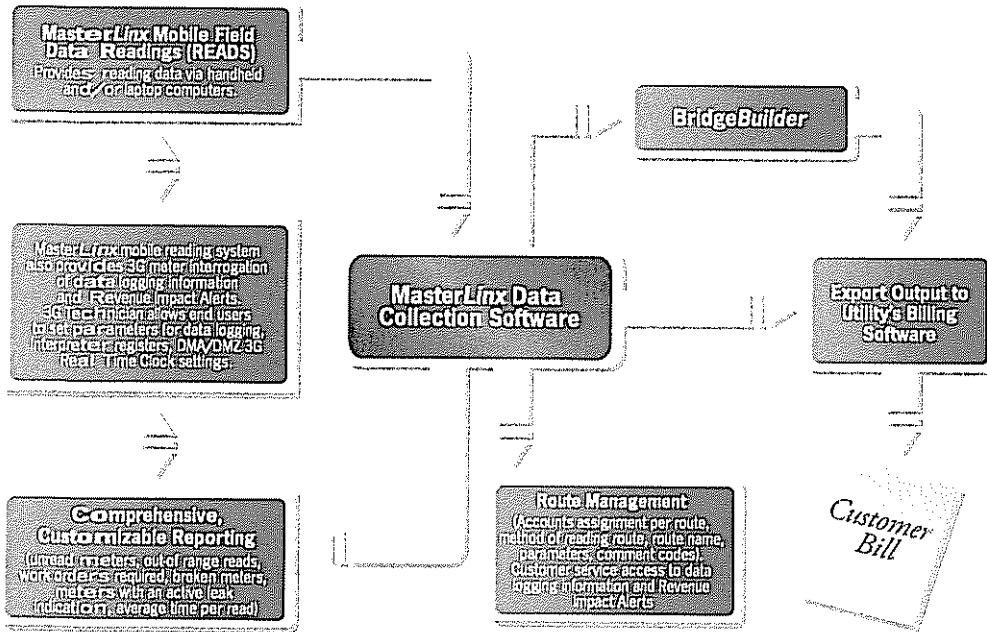 MasterLinx Mobile Field
Data Readings (READS)
Provides reading data via handheld
and/or laptop computers.
BridgeBuilder
MasterLinx mobile reading system
also provides 3G meter interrogation
of data logging information
and Revenue Impact Alerts.
3G Technician allows end users
to set parameters for data logging,
interpreter registers, DMA/DMZ 3G
Real Time Clock settings.
MasterLinx Data
Collection Software
Export Output to
Utility's Billing
Software
Comprehensive,
Customizable Reporting
(unread meters, out of range reads,
work orders required, broken meters,
meters with an active leak
indication, average time per read)
Route Management
(Accounts assignment per route,
method of reading route, route name,
parameters, comment codes).
Customer service access to data
logging information and Revenue
Impact Alerts
Customer
Bill